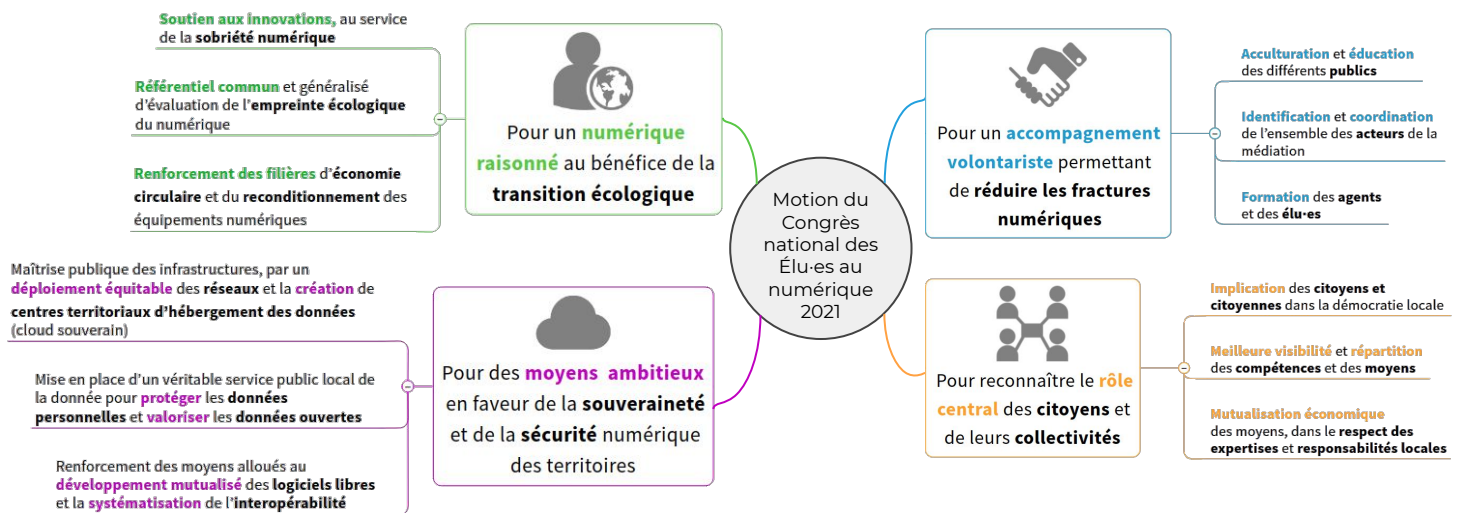 Soutien aux innovations, au service
de la sobriété numérique
Référentiel commun et généralisé
d'évaluation de l'empreinte écologique
du numérique
Renforcement des filières d'économie
circulaire et du reconditionnement des
équipements numériques
Pour un numérique
raisonné au bénéfice de la
transition écologique
Maîtrise publique des infrastructures, par un
déploiement équitable des réseaux et la création de
centres territoriaux d'hébergement des données
(cloud souverain)
Mise en place d'un véritable service public local de
la donnée pour protéger les données
personnelles et valoriser les données ouvertes
Renforcement des moyens alloués au
développement mutualisé des logiciels libres
et la systématisation de l'interopérabilité
Pour des moyens ambitieux
en faveur de la souveraineté
et de la sécurité numérique
des territoires
Motion du
Congrès
national des
Élu·es au
numérique
2021
Pour un accompagnement
volontariste permettant
de réduire les fractures
numériques
Acculturation et éducation
des différents publics
Identification et coordination
de l'ensemble des acteurs de la
médiation
Formation des agents
et des élu·es
Pour reconnaître le rôle
central des citoyens et
de leurs collectivités
Implication des citoyens et
citoyennes dans la démocratie locale
Meilleure visibilité et répartition
des compétences et des moyens
Mutualisation économique
des moyens, dans le respect des
expertises et responsabilités locales